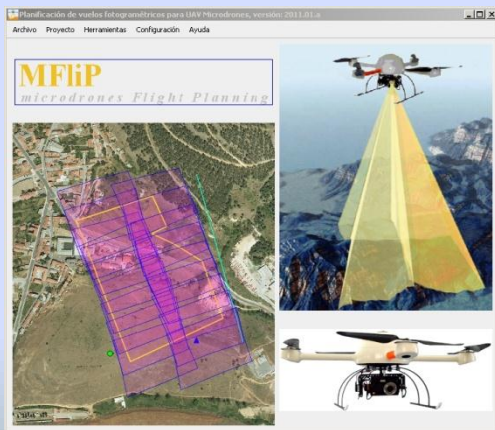 Planificación de vuelos fotogramétricos para UAV Microdrones, versión: 2011.01.a
Archivo Proyecto Herramientas Configuración Ayuda
MFliP
microdrones Flight Planning